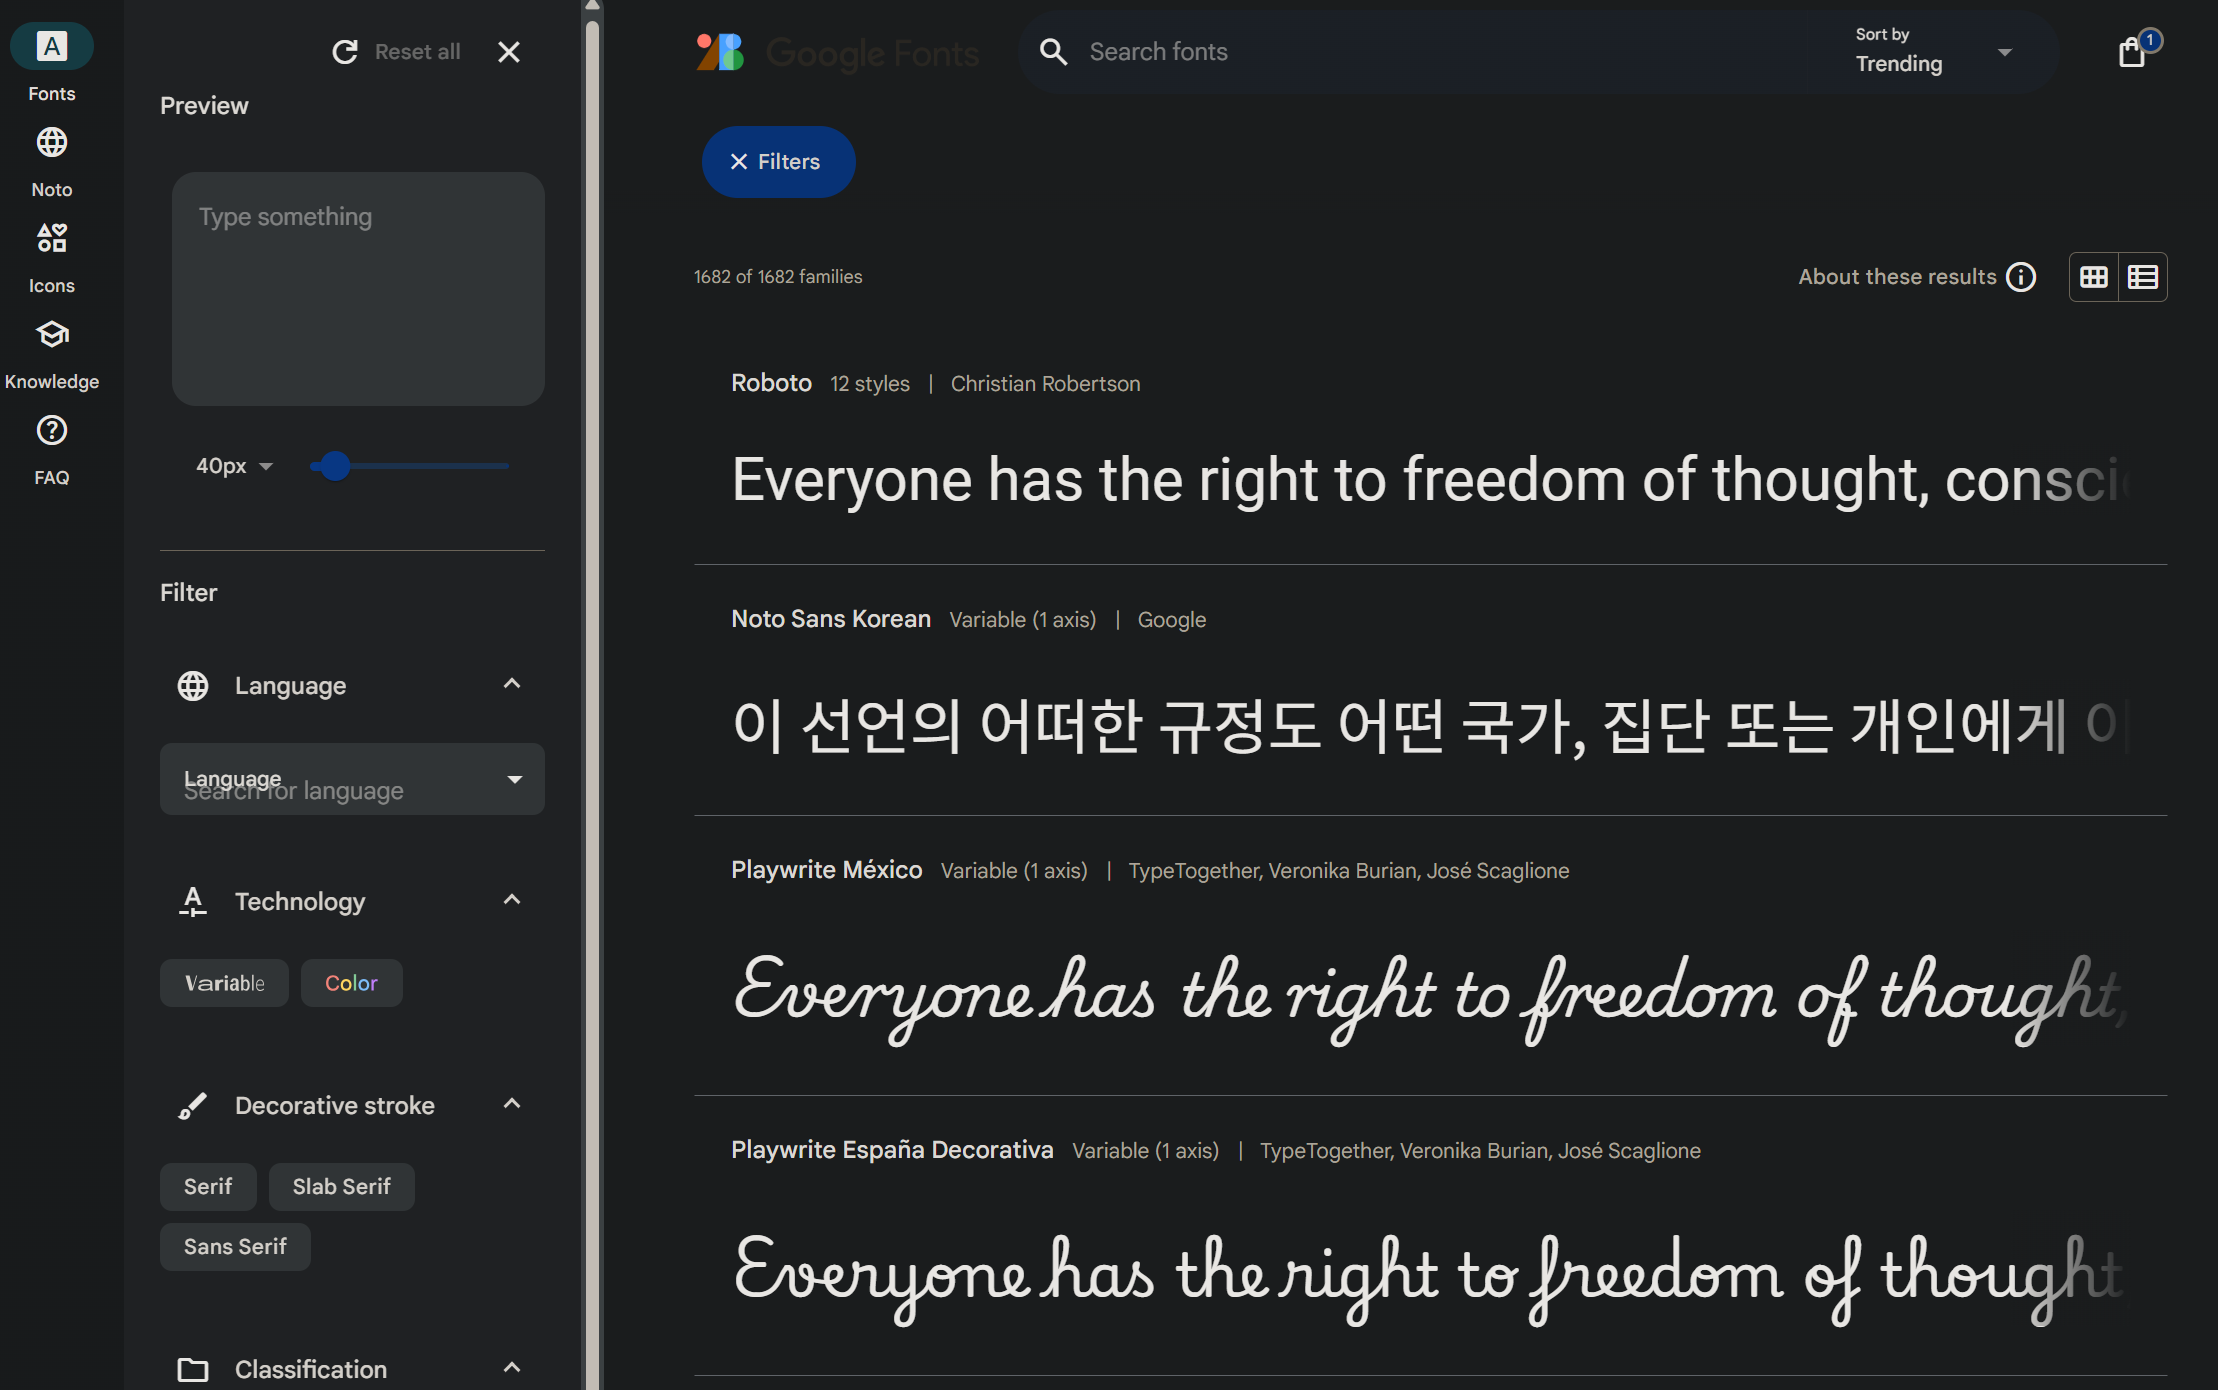 A
Fonts
Noto
Icons
Knowledge
FAQ
Reset all
Preview
Type something
40px
Filter
Language
Language
Search for language
Technology
Variable
Color
Decorative stroke
Serif
Slab Serif
Sans Serif
Classification
Google Fonts
Search fonts
Sort by
Trending
1
Filters
1682 of 1682 families
About these results
Roboto 12 styles | Christian Robertson
Everyone has the right to freedom of thought, consci
Noto Sans Korean Variable (1 axis) | Google
이 선언의 어떠한 규정도 어떤 국가, 집단 또는 개인에게 이
Playwrite México Variable (1 axis) | TypeTogether, Veronika Burian, José Scaglione
Everyone has the right to freedom of thought,
Playwrite España Decorativa Variable (1 axis) | TypeTogether, Veronika Burian, José Scaglione
Everyone has the right to freedom of thought